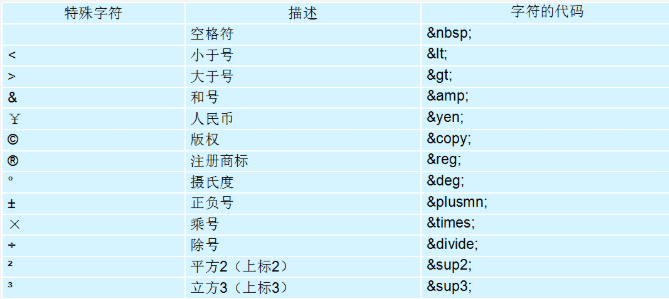 特殊字符 描述 字符的代码
空格符 &nbsp;
< 小于号 &lt;
> 大于号 &gt;
& 和号 &amp;
¥ 人民币 &yen;
© 版权 &copy;
® 注册商标 &reg;
° 摄氏度 &deg;
± 正负号 &plusmn;
× 乘号 &times;
÷ 除号 &divide;
² 平方2（上标2） &sup2;
³ 立方3（上标3） &sup3;